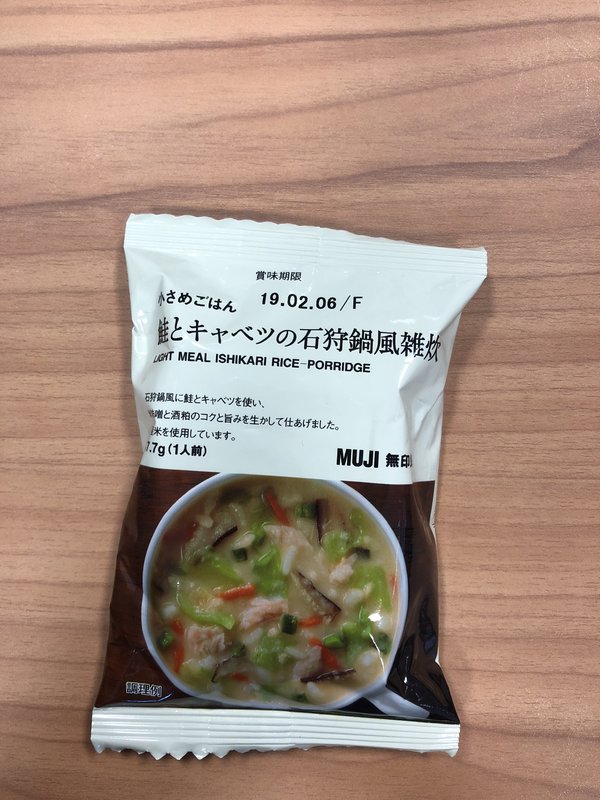 賞味期限
19.02.06/F
小さめごはん
鮭とキャベツの石狩鍋風雑炊
LIGHT MEAL ISHIKARI RICE-PORRIDGE
石狩鍋風に鮭とキャベツを使い、
味噌と酒粕のコクと旨みを生かして仕あげました。
米を使用しています。
7.7g(1人前)
MUJI 無印
調理例